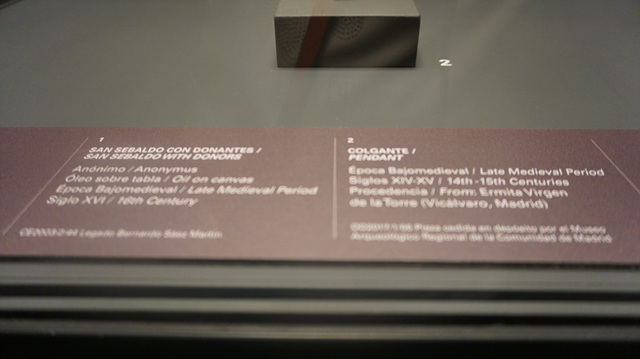 2
1
SAN SEBALDO CON DONANTES /
SAN SEBALDO WITH DONORS
Anónimo / Anonymus
Óleo sobre tabla / Oil on canvas
Época Bajomedieval / Late Medieval Period
Siglo XVI / 16th Century
Legado Bernardo Sáez Martín
2
COLGANTE /
PENDANT
Época Bajomedieval / Late Medieval Period
Siglos XIV-XV / 14th-15th Centuries
Procedencia / From: Ermita Virgen
de la Torre (Vicálvaro, Madrid)
Pieza cedida en depósito por el Museo
Arqueológico Regional de la Comunidad de Madrid